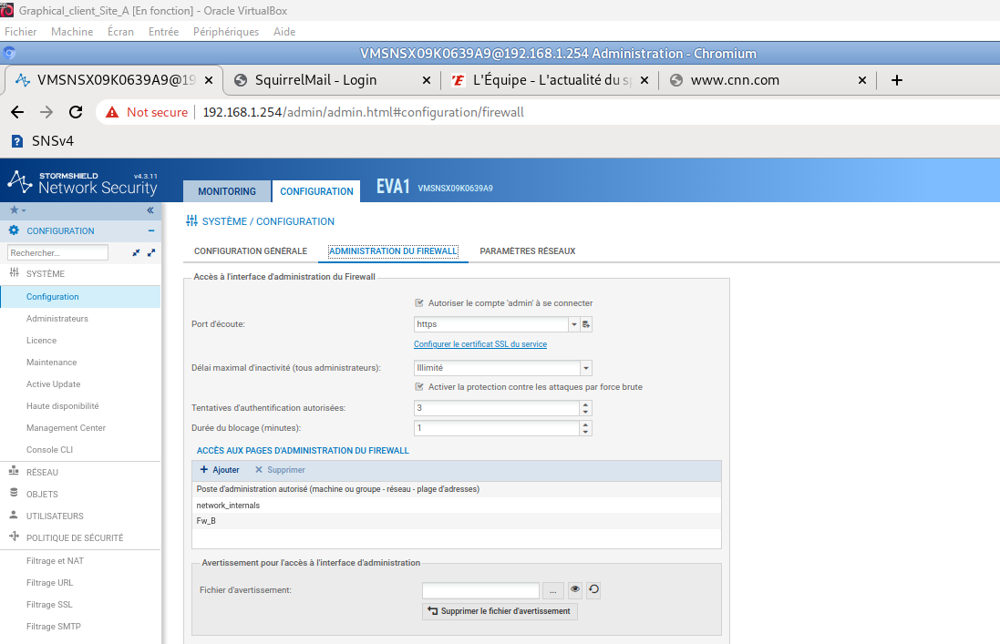 Graphical_client_Site_A [En fonction] - Oracle VirtualBox
Fichier Machine Écran Entrée Périphériques Aide
VMSNSX09K0639A9@192.168.1.254 Administration - Chromium
VMSNSX09K0639A9@19 × SquirrelMail - Login × L'Équipe - L'actualité du sp × www.cnn.com × +
Not secure | 192.168.1.254/admin/admin.html#configuration/firewall
SNSv4
STORMSHIELD v4.3.11
Network Security
MONITORING CONFIGURATION EVA1 VMSNSX09K0639A9
CONFIGURATION
Rechercher...
SYSTÈME
Configuration
Administrateurs
Licence
Maintenance
Active Update
Haute disponibilité
Management Center
Console CLI
RÉSEAU
OBJETS
UTILISATEURS
POLITIQUE DE SÉCURITÉ
Filtrage et NAT
Filtrage URL
Filtrage SSL
Filtrage SMTP
SYSTÈME / CONFIGURATION
CONFIGURATION GÉNÉRALE ADMINISTRATION DU FIREWALL PARAMÈTRES RÉSEAUX
Accès à l'interface d'administration du Firewall
Autoriser le compte 'admin' à se connecter
Port d'écoute: https
Configurer le certificat SSL du service
Délai maximal d'inactivité (tous administrateurs): Illimité
Activer la protection contre les attaques par force brute
Tentatives d'authentification autorisées: 3
Durée du blocage (minutes): 1
ACCÈS AUX PAGES D'ADMINISTRATION DU FIREWALL
+ Ajouter × Supprimer
Poste d'administration autorisé (machine ou groupe - réseau - plage d'adresses)
network_internals
Fw_B
Avertissement pour l'accès à l'interface d'administration
Fichier d'avertissement: ...
Supprimer le fichier d'avertissement